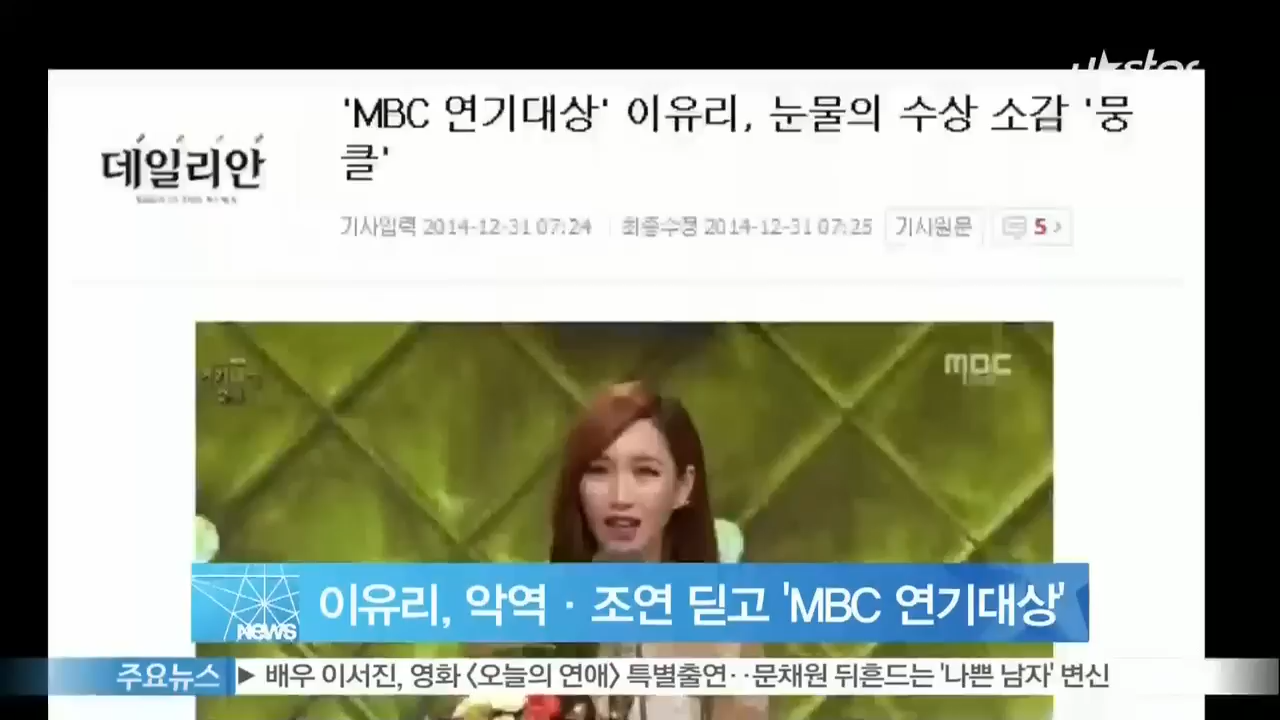 'MBC 연기대상' 이유리, 눈물의 수상 소감 '뭉
클'
데일리안
기사입력 2014-12-31 07:24 최종수정 2014-12-31 07:25 기사원문 5
MBC
NEWS 이유리, 악역·조연 딛고 'MBC 연기대상'
주요뉴스 ▶ 배우 이서진, 영화 〈오늘의 연애〉 특별출연‥문채원 뒤흔드는 '나쁜 남자' 변신